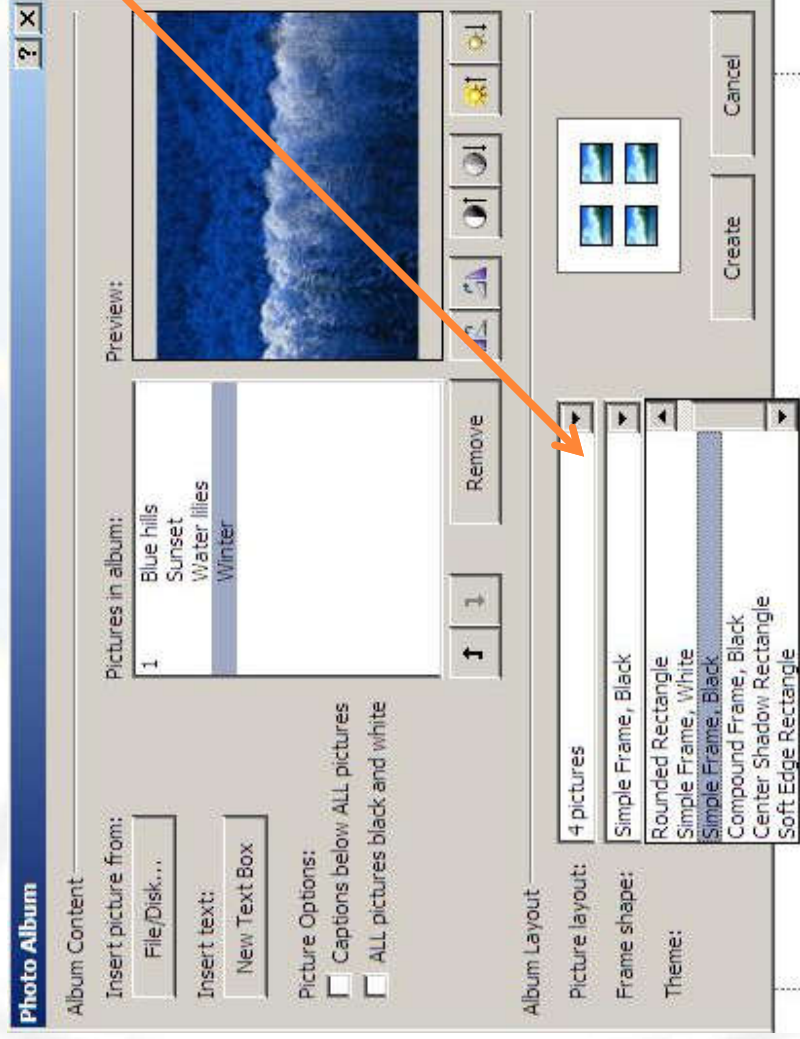 Photo Album
Album Content
Insert picture from:
File/Disk...
Insert text:
New Text Box
Picture Options:
Captions below ALL pictures
ALL pictures black and white
Pictures in album:
1 Blue hills
Sunset
Water lilies
Winter
Remove
Preview:
Album Layout
Picture layout:
4 pictures
Frame shape:
Simple Frame, Black
Theme:
Rounded Rectangle
Simple Frame, White
Simple Frame, Black
Compound Frame, Black
Center Shadow Rectangle
Soft Edge Rectangle
Create
Cancel